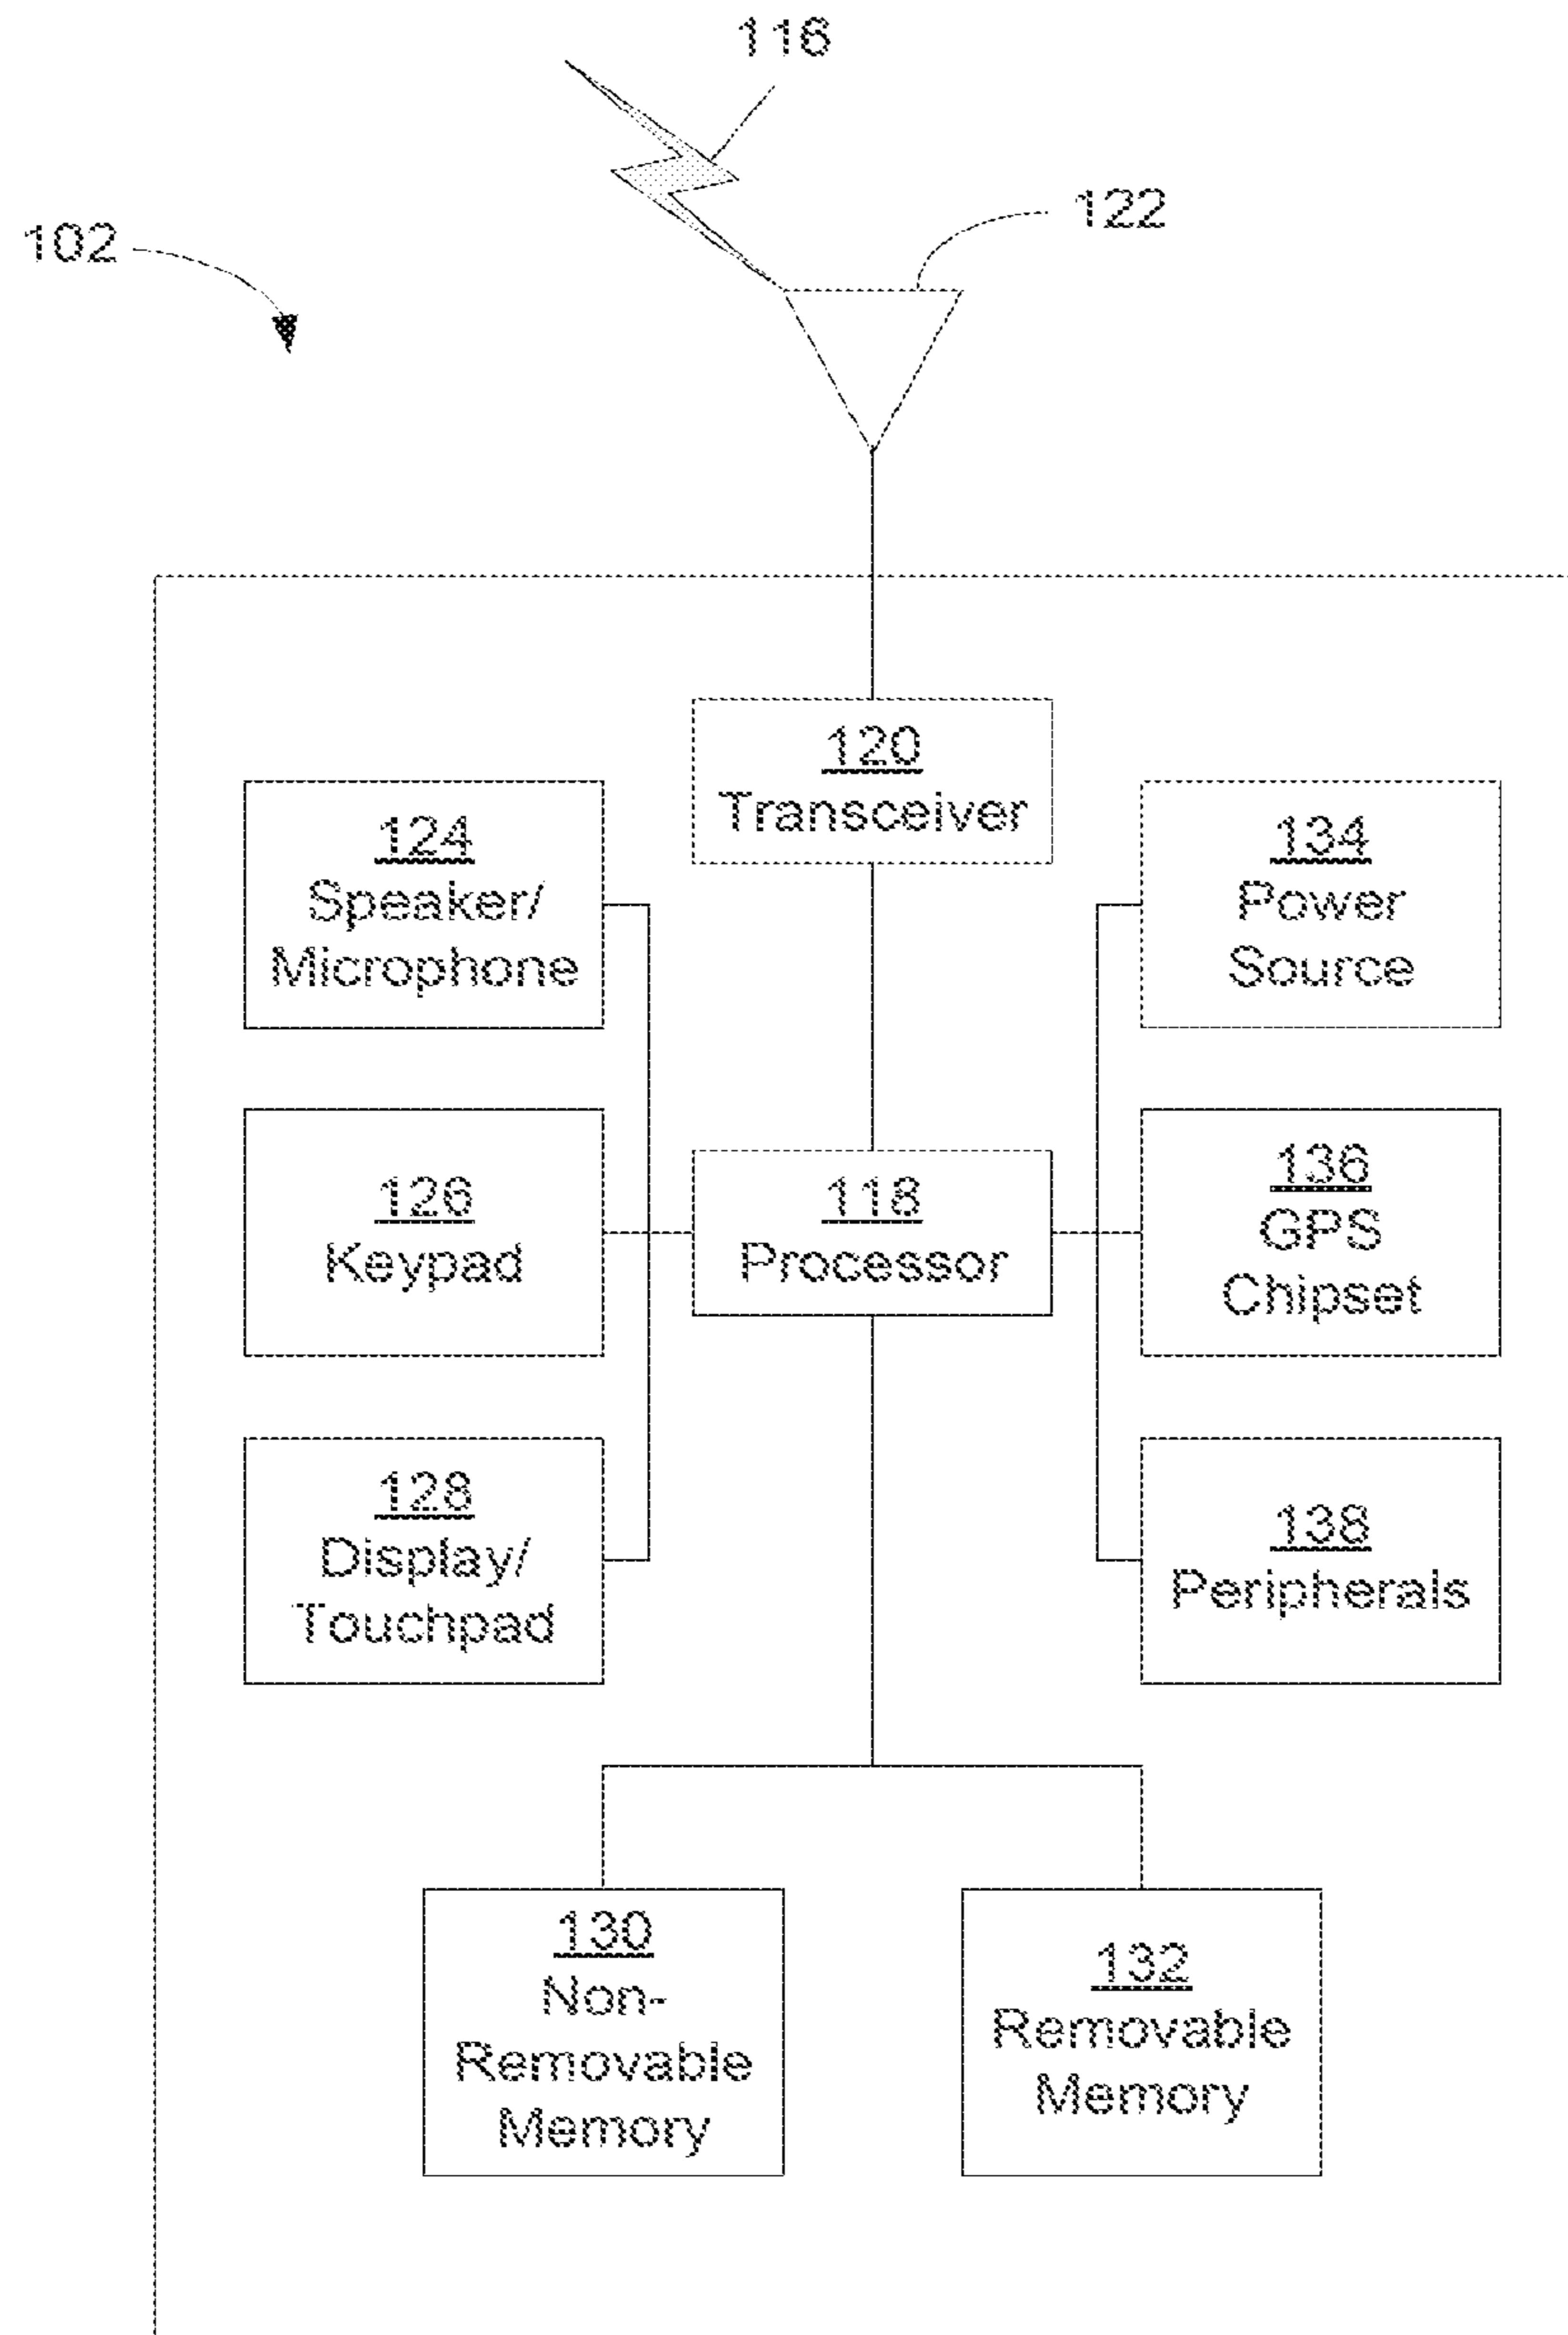 116
122
102
120
Transceiver
124
Speaker/
Microphone
134
Power
Source
126
Keypad
118
Processor
136
GPS
Chipset
128
Display/
Touchpad
138
Peripherals
130
Non-
Removable
Memory
132
Removable
Memory